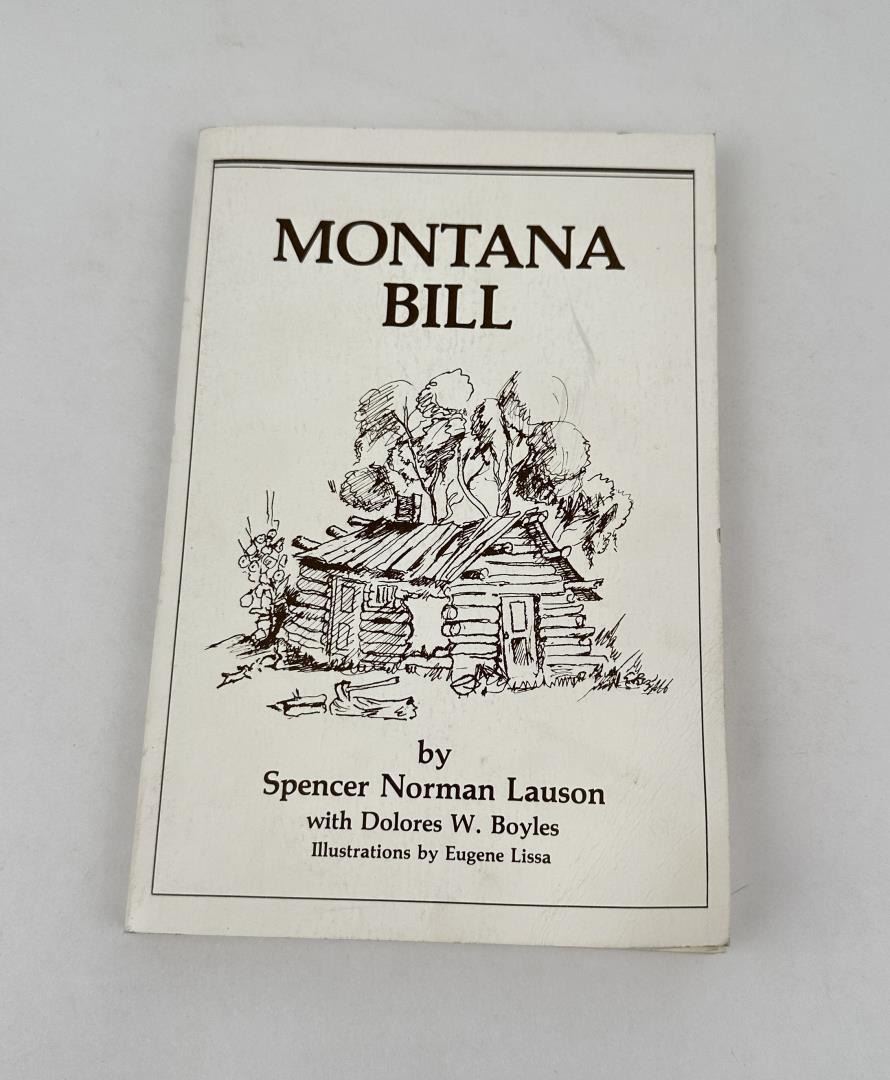 MONTANA
BILL
by
Spencer Norman Lauson
with Dolores W. Boyles
Illustrations by Eugene Lissa